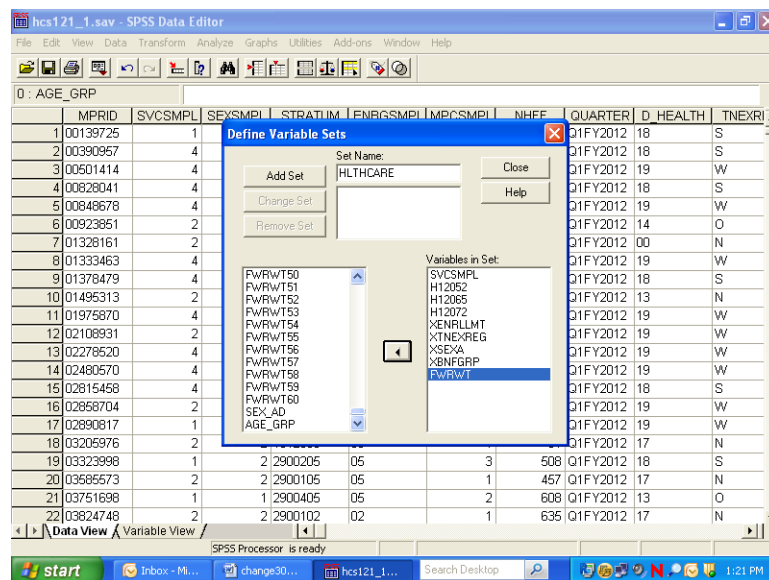 hcs121_1.sav - SPSS Data Editor
File Edit View Data Transform Analyze Graphs Utilities Add-ons Window Help
0 : AGE_GRP
MPRID SVCSMPL SEXSMPL STRATUM ENBGSMPL MPCSMPL NHFF QUARTER D_HEALTH TNEXRE
1 00139725 1 Q1FY2012 18 S
2 00390957 4 Q1FY2012 18 S
3 00501414 4 Q1FY2012 19 W
4 00828041 4 Q1FY2012 18 S
5 00848678 4 Q1FY2012 19 W
6 00923851 2 Q1FY2012 14 O
7 01328161 2 Q1FY2012 00 N
8 01333463 4 Q1FY2012 19 W
9 01378479 4 Q1FY2012 18 S
10 01495313 2 Q1FY2012 13 N
11 01975870 4 Q1FY2012 19 W
12 02108931 2 Q1FY2012 19 W
13 02278520 4 Q1FY2012 19 W
14 02480570 4 Q1FY2012 19 W
15 02815458 4 Q1FY2012 18 S
16 02858704 2 Q1FY2012 19 W
17 02890817 1 Q1FY2012 19 W
18 03205976 2 Q1FY2012 17 N
19 03323998 1 2 2900205 05 3 508 Q1FY2012 18 S
20 03585573 2 2 2900105 05 1 457 Q1FY2012 17 N
21 03751698 1 1 2900405 05 2 608 Q1FY2012 13 O
22 03824748 2 2 2900102 02 1 635 Q1FY2012 17 N
Define Variable Sets
Set Name:
Add Set HLTHCARE Close
Change Set Help
Remove Set
Variables in Set:
FWRWT50
FWRWT51
FWRWT52
FWRWT53
FWRWT54
FWRWT55
FWRWT56
FWRWT57
FWRWT58
FWRWT59
FWRWT60
SEX_AD
AGE_GRP
SVCSMPL
H12052
H12065
H12072
XENRLLMT
XTNEXREG
XSEXA
XBNFGRP
FWRWT
Data View Variable View
SPSS Processor is ready
start Inbox - Mi... change30... hcs121_1... Search Desktop 1:21 PM